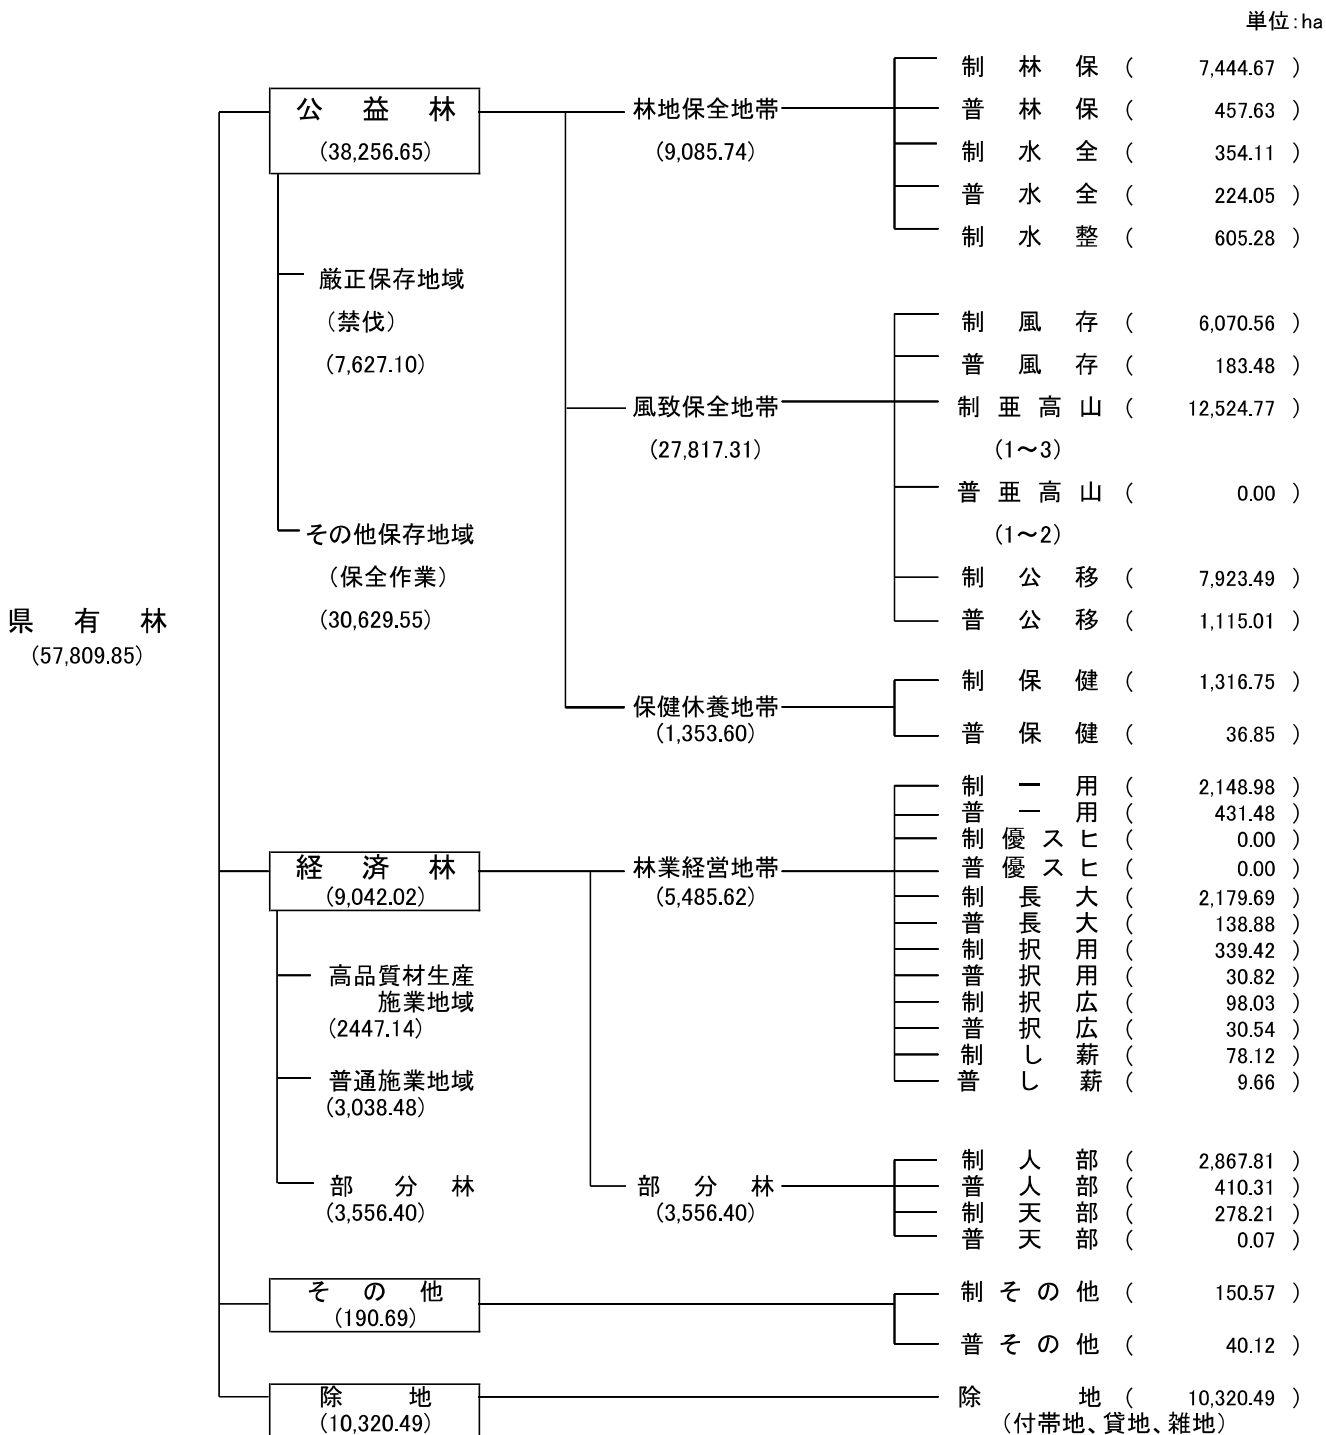 単位:ha
県有林
(57,809.85)
公益林
(38,256.65)
厳正保存地域
(禁伐)
(7,627.10)
その他保存地域
(保全作業)
(30,629.55)
林地保全地帯
(9,085.74)
制林保 ( 7,444.67 )
普林保 ( 457.63 )
制水全 ( 354.11 )
普水全 ( 224.05 )
制水整 ( 605.28 )
風致保全地帯
(27,817.31)
制風存 ( 6,070.56 )
普風存 ( 183.48 )
制亜高山 ( 12,524.77 )
(1～3)
普亜高山 ( 0.00 )
(1～2)
制公移 ( 7,923.49 )
普公移 ( 1,115.01 )
保健休養地帯
(1,353.60)
制保健 ( 1,316.75 )
普保健 ( 36.85 )
経済林
(9,042.02)
高品質材生産
施業地域
(2447.14)
普通施業地域
(3,038.48)
部分林
(3,556.40)
林業経営地帯
(5,485.62)
制一用 ( 2,148.98 )
普一用 ( 431.48 )
制優スヒ ( 0.00 )
普優スヒ ( 0.00 )
制長大 ( 2,179.69 )
普長大 ( 138.88 )
制択用 ( 339.42 )
普択用 ( 30.82 )
制択広 ( 98.03 )
普択広 ( 30.54 )
制し薪 ( 78.12 )
普し薪 ( 9.66 )
部分林
(3,556.40)
制人部 ( 2,867.81 )
普人部 ( 410.31 )
制天部 ( 278.21 )
普天部 ( 0.07 )
その他
(190.69)
制その他 ( 150.57 )
普その他 ( 40.12 )
除地
(10,320.49)
除地 ( 10,320.49 )
(付帯地、貸地、雑地)